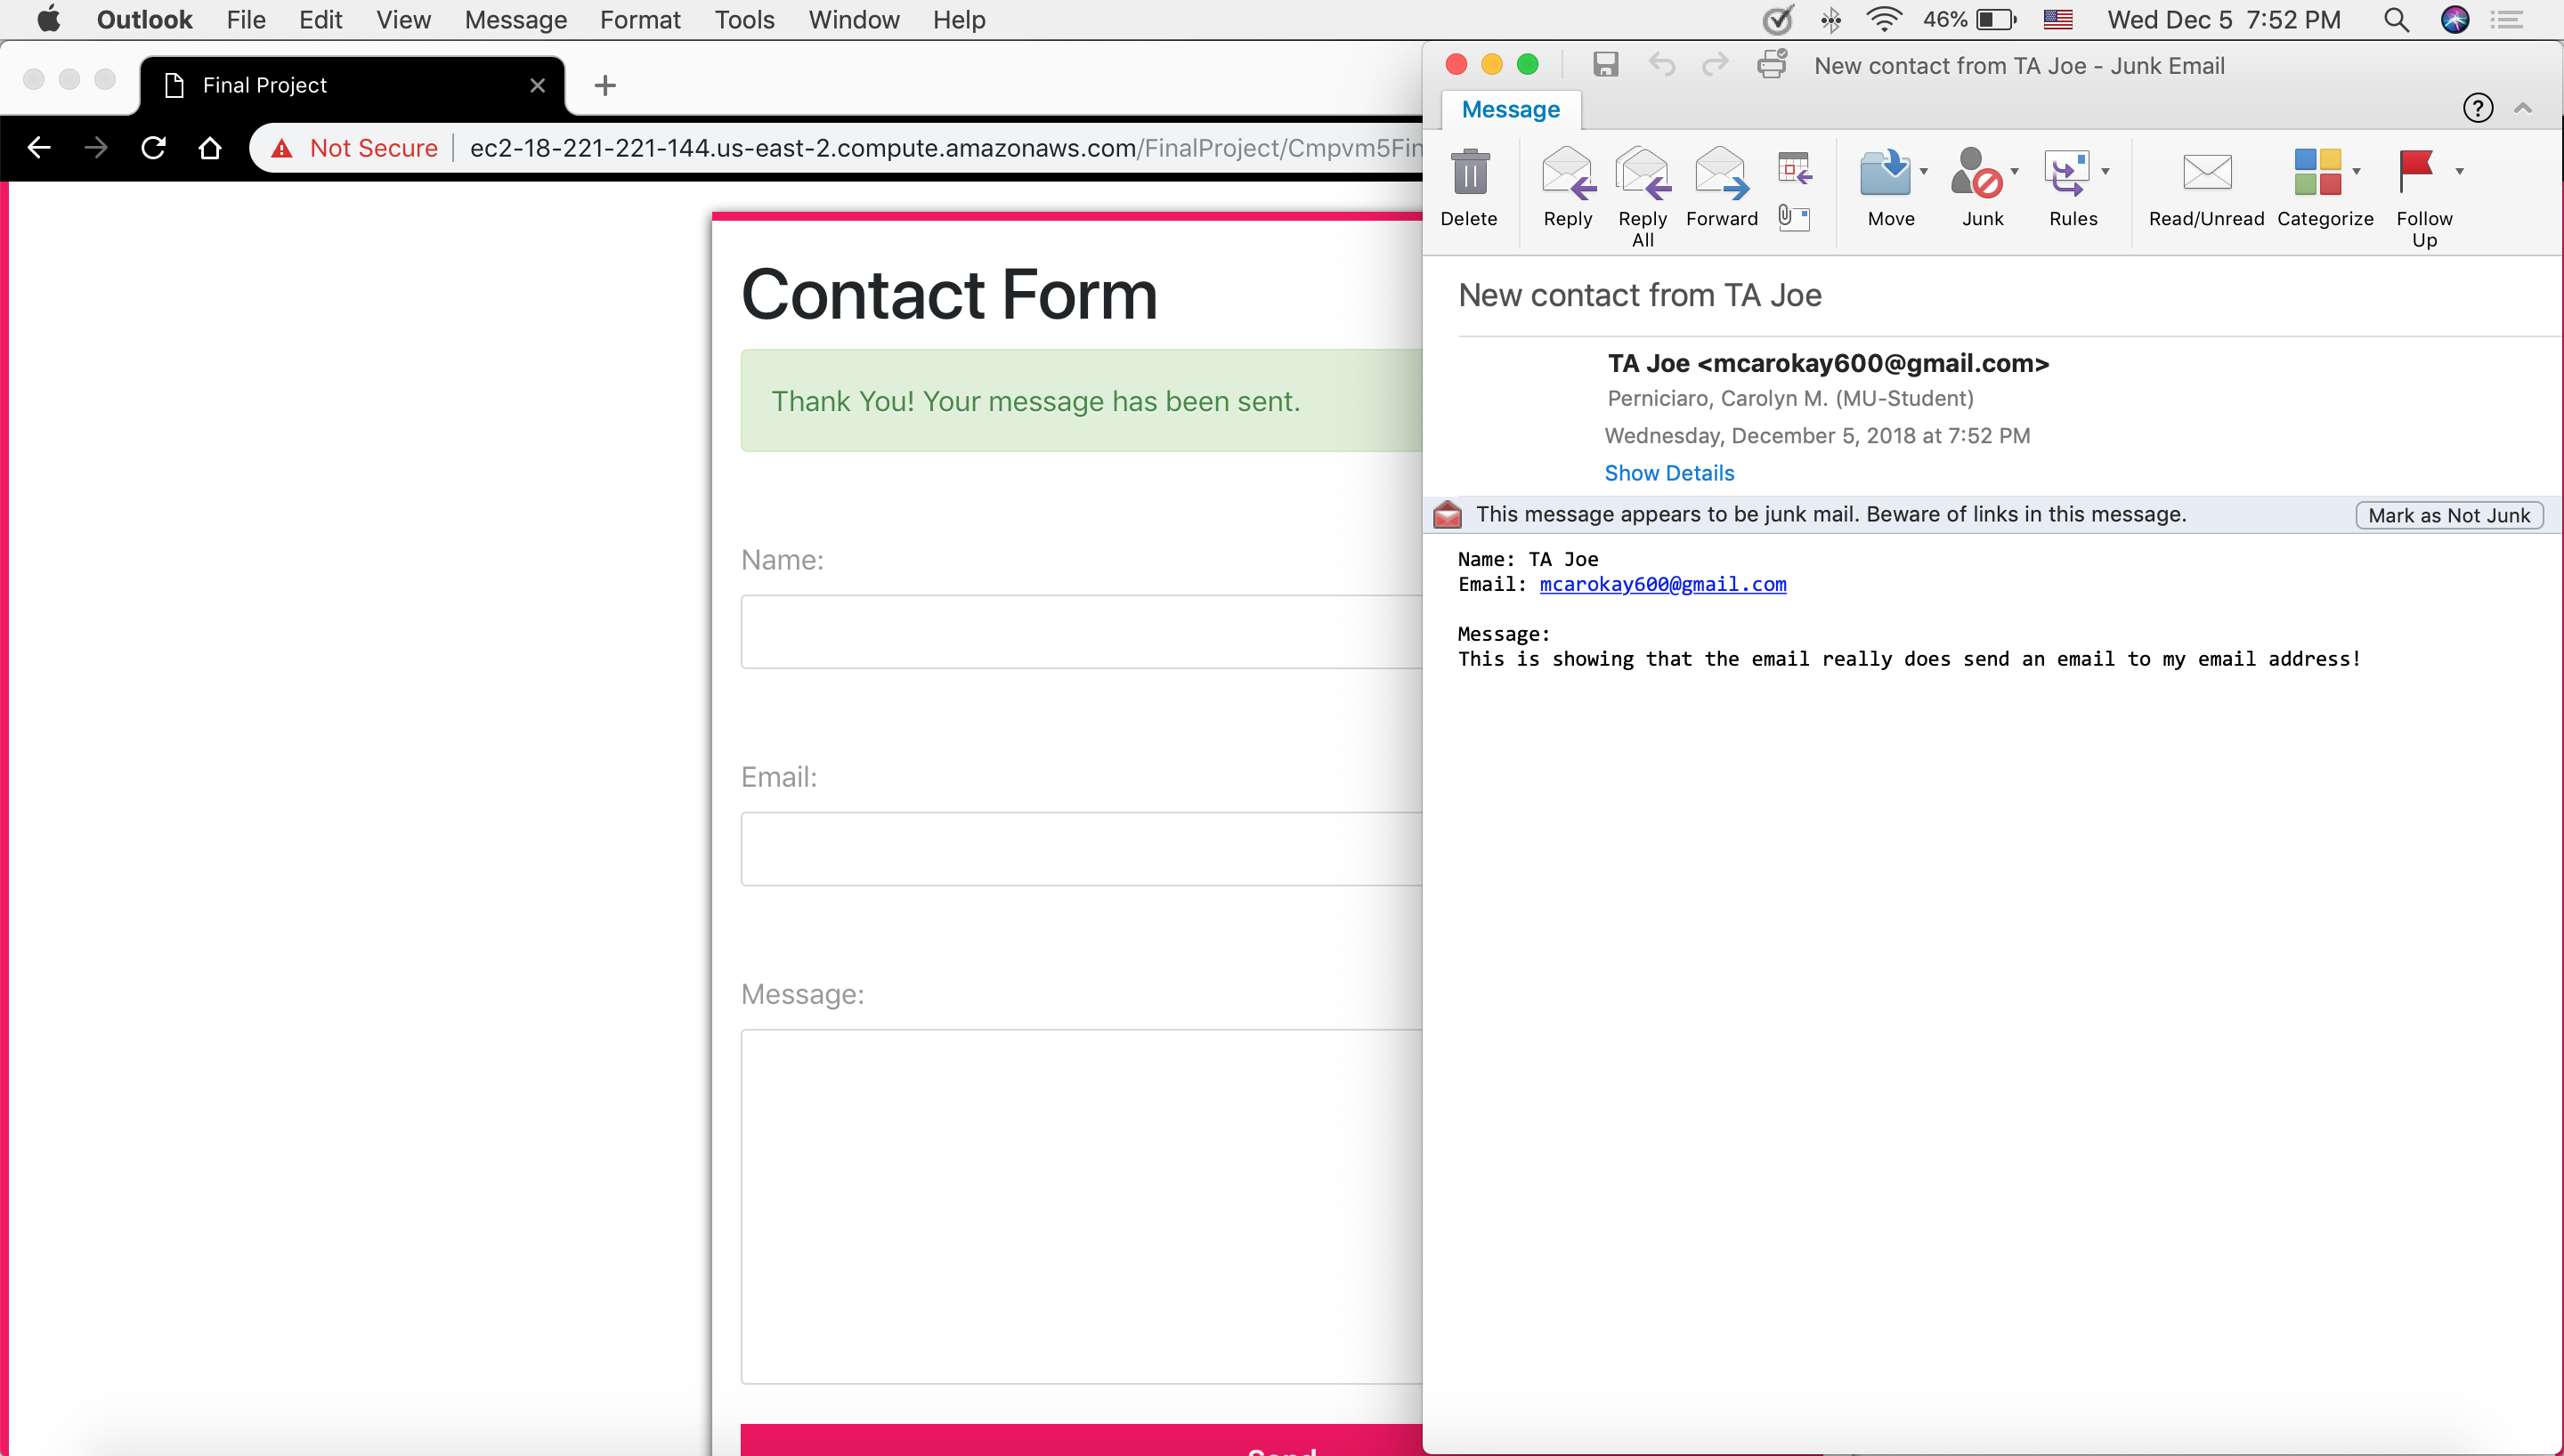 Outlook File Edit View Message Format Tools Window Help 46% Wed Dec 5 7:52 PM
Final Project
Not Secure ec2-18-221-221-144.us-east-2.compute.amazonaws.com/FinalProject/Cmpvm5Fin
Contact Form
Thank You! Your message has been sent.
Name:
Email:
Message:
Send
New contact from TA Joe - Junk Email
Message
?
Delete Reply Reply All Forward Move Junk Rules Read/Unread Categorize Follow Up
New contact from TA Joe
TA Joe <mcarokay600@gmail.com>
Perniciaro, Carolyn M. (MU-Student)
Wednesday, December 5, 2018 at 7:52 PM
Show Details
This message appears to be junk mail. Beware of links in this message. Mark as Not Junk
Name: TA Joe
Email: mcarokay600@gmail.com
Message:
This is showing that the email really does send an email to my email address!